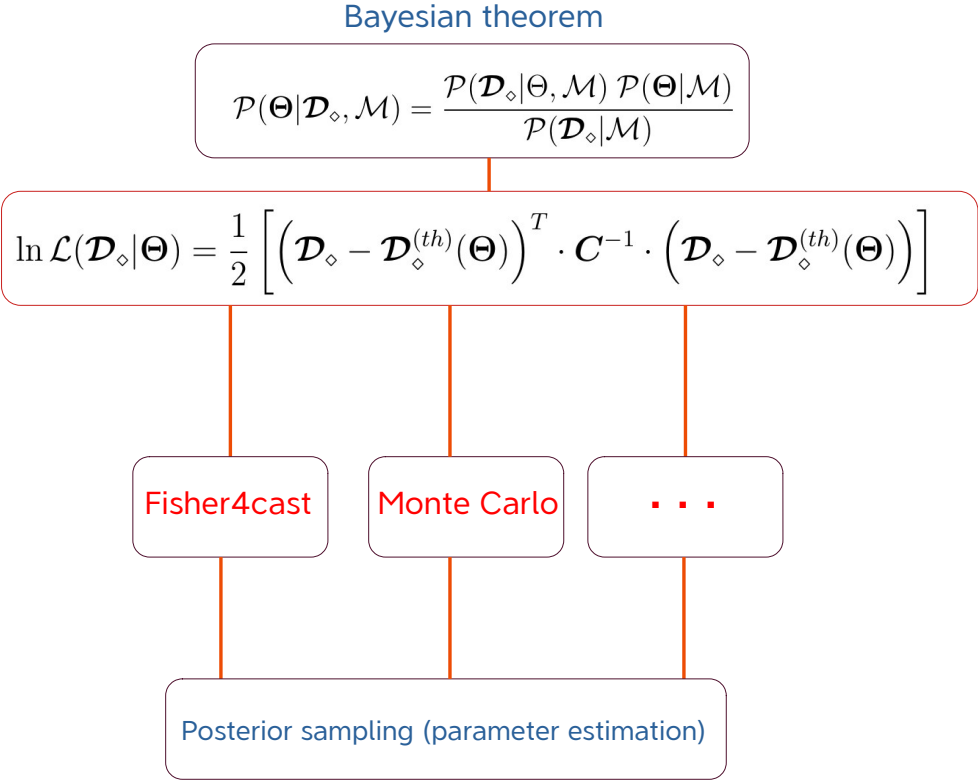 Bayesian theorem
𝒫(Θ|𝓓⋄, ℳ) = 𝒫(𝓓⋄|Θ, ℳ) 𝒫(Θ|ℳ) / 𝒫(𝓓⋄|ℳ)
ln ℒ(𝓓⋄|Θ) = 1/2 [(𝓓⋄ − 𝓓⋄^(th)(Θ))^T · C^−1 · (𝓓⋄ − 𝓓⋄^(th)(Θ))]
Fisher4cast Monte Carlo . . .
Posterior sampling (parameter estimation)